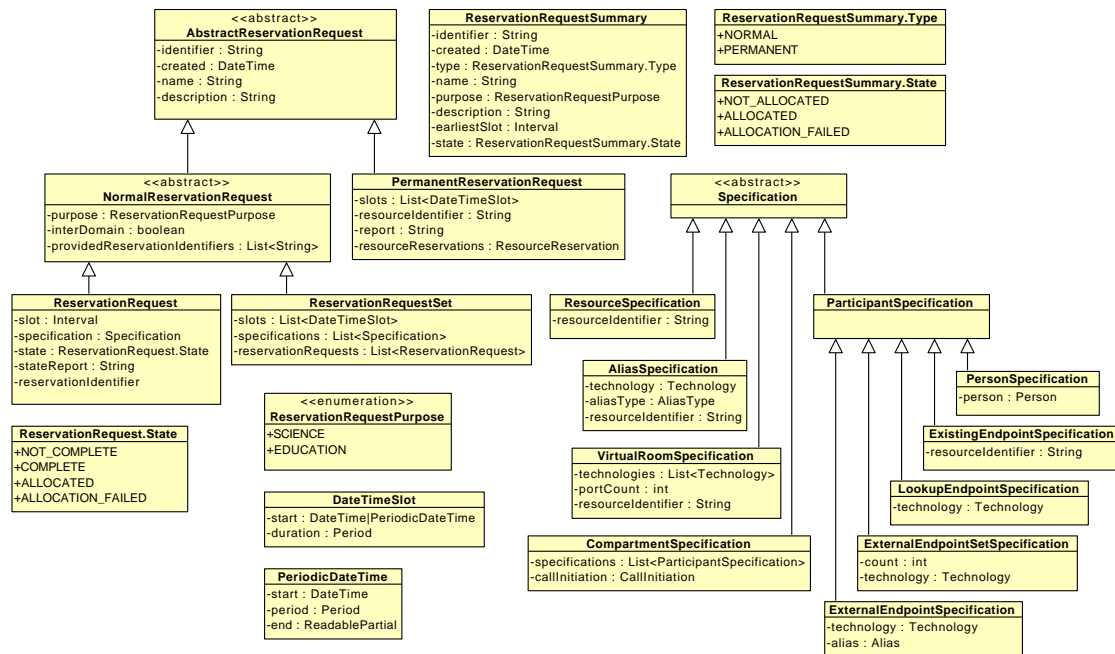 <<abstract>>
AbstractReservationRequest
-identifier : String
-created : DateTime
-name : String
-description : String
ReservationRequestSummary
-identifier : String
-created : DateTime
-type : ReservationRequestSummary.Type
-name : String
-purpose : ReservationRequestPurpose
-description : String
-earliestSlot : Interval
-state : ReservationRequestSummary.State
ReservationRequestSummary.Type
+NORMAL
+PERMANENT
ReservationRequestSummary.State
+NOT_ALLOCATED
+ALLOCATED
+ALLOCATION_FAILED
<<abstract>>
NormalReservationRequest
-purpose : ReservationRequestPurpose
-interDomain : boolean
-providedReservationIdentifiers : List<String>
PermanentReservationRequest
-slots : List<DateTimeSlot>
-resourceIdentifier : String
-report : String
-resourceReservations : ResourceReservation
<<abstract>>
Specification
ReservationRequest
-slot : Interval
-specification : Specification
-state : ReservationRequest.State
-stateReport : String
-reservationIdentifier
ReservationRequestSet
-slots : List<DateTimeSlot>
-specifications : List<Specification>
-reservationRequests : List<ReservationRequest>
ResourceSpecification
-resourceIdentifier : String
ParticipantSpecification
AliasSpecification
-technology : Technology
-aliasType : AliasType
-resourceIdentifier : String
PersonSpecification
-person : Person
<<enumeration>>
ReservationRequestPurpose
+SCIENCE
+EDUCATION
ReservationRequest.State
+NOT_COMPLETE
+COMPLETE
+ALLOCATED
+ALLOCATION_FAILED
ExistingEndpointSpecification
-resourceIdentifier : String
VirtualRoomSpecification
-technologies : List<Technology>
-portCount : int
-resourceIdentifier : String
LookupEndpointSpecification
-technology : Technology
DateTimeSlot
-start : DateTime|PeriodicDateTime
-duration : Period
CompartmentSpecification
-specifications : List<ParticipantSpecification>
-callInitiation : CallInitiation
ExternalEndpointSetSpecification
-count : int
-technology : Technology
PeriodicDateTime
-start : DateTime
-period : Period
-end : ReadablePartial
ExternalEndpointSpecification
-technology : Technology
-alias : Alias